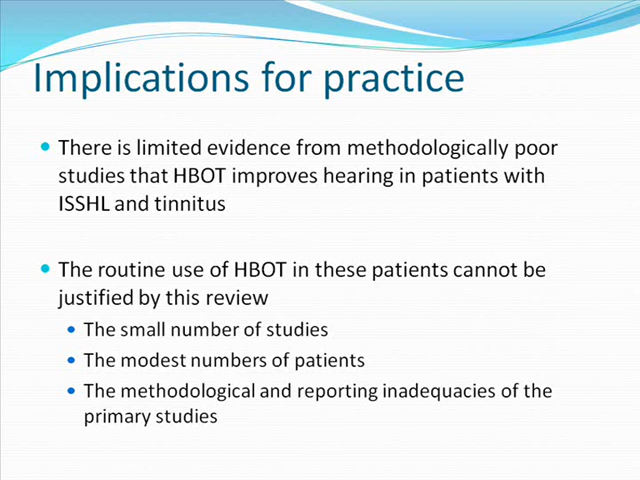 Implications for practice
There is limited evidence from methodologically poor
studies that HBOT improves hearing in patients with
ISSHL and tinnitus
The routine use of HBOT in these patients cannot be
justified by this review
The small number of studies
The modest numbers of patients
The methodological and reporting inadequacies of the
primary studies